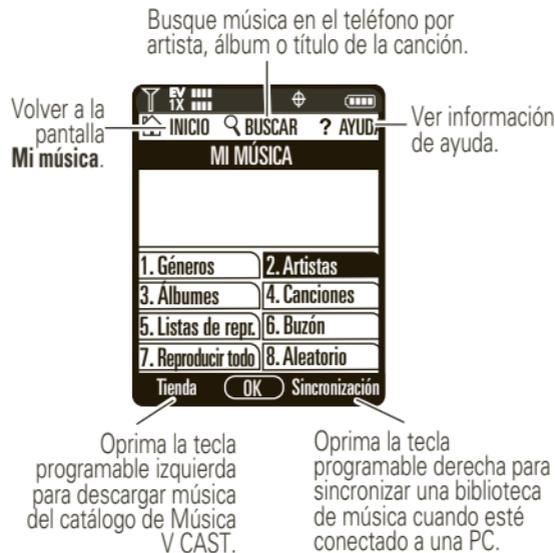 Busque música en el teléfono por
artista, álbum o título de la canción.
Volver a la
pantalla
Mi música.
EV
1X
INICIO BUSCAR ? AYUDA
Ver información
de ayuda.
MI MÚSICA
1. Géneros 2. Artistas
3. Álbumes 4. Canciones
5. Listas de repr. 6. Buzón
7. Reproducir todo 8. Aleatorio
Tienda OK Sincronización
Oprima la tecla
programable izquierda
para descargar música
del catálogo de Música
V CAST.
Oprima la tecla
programable derecha para
sincronizar una biblioteca
de música cuando esté
conectado a una PC.